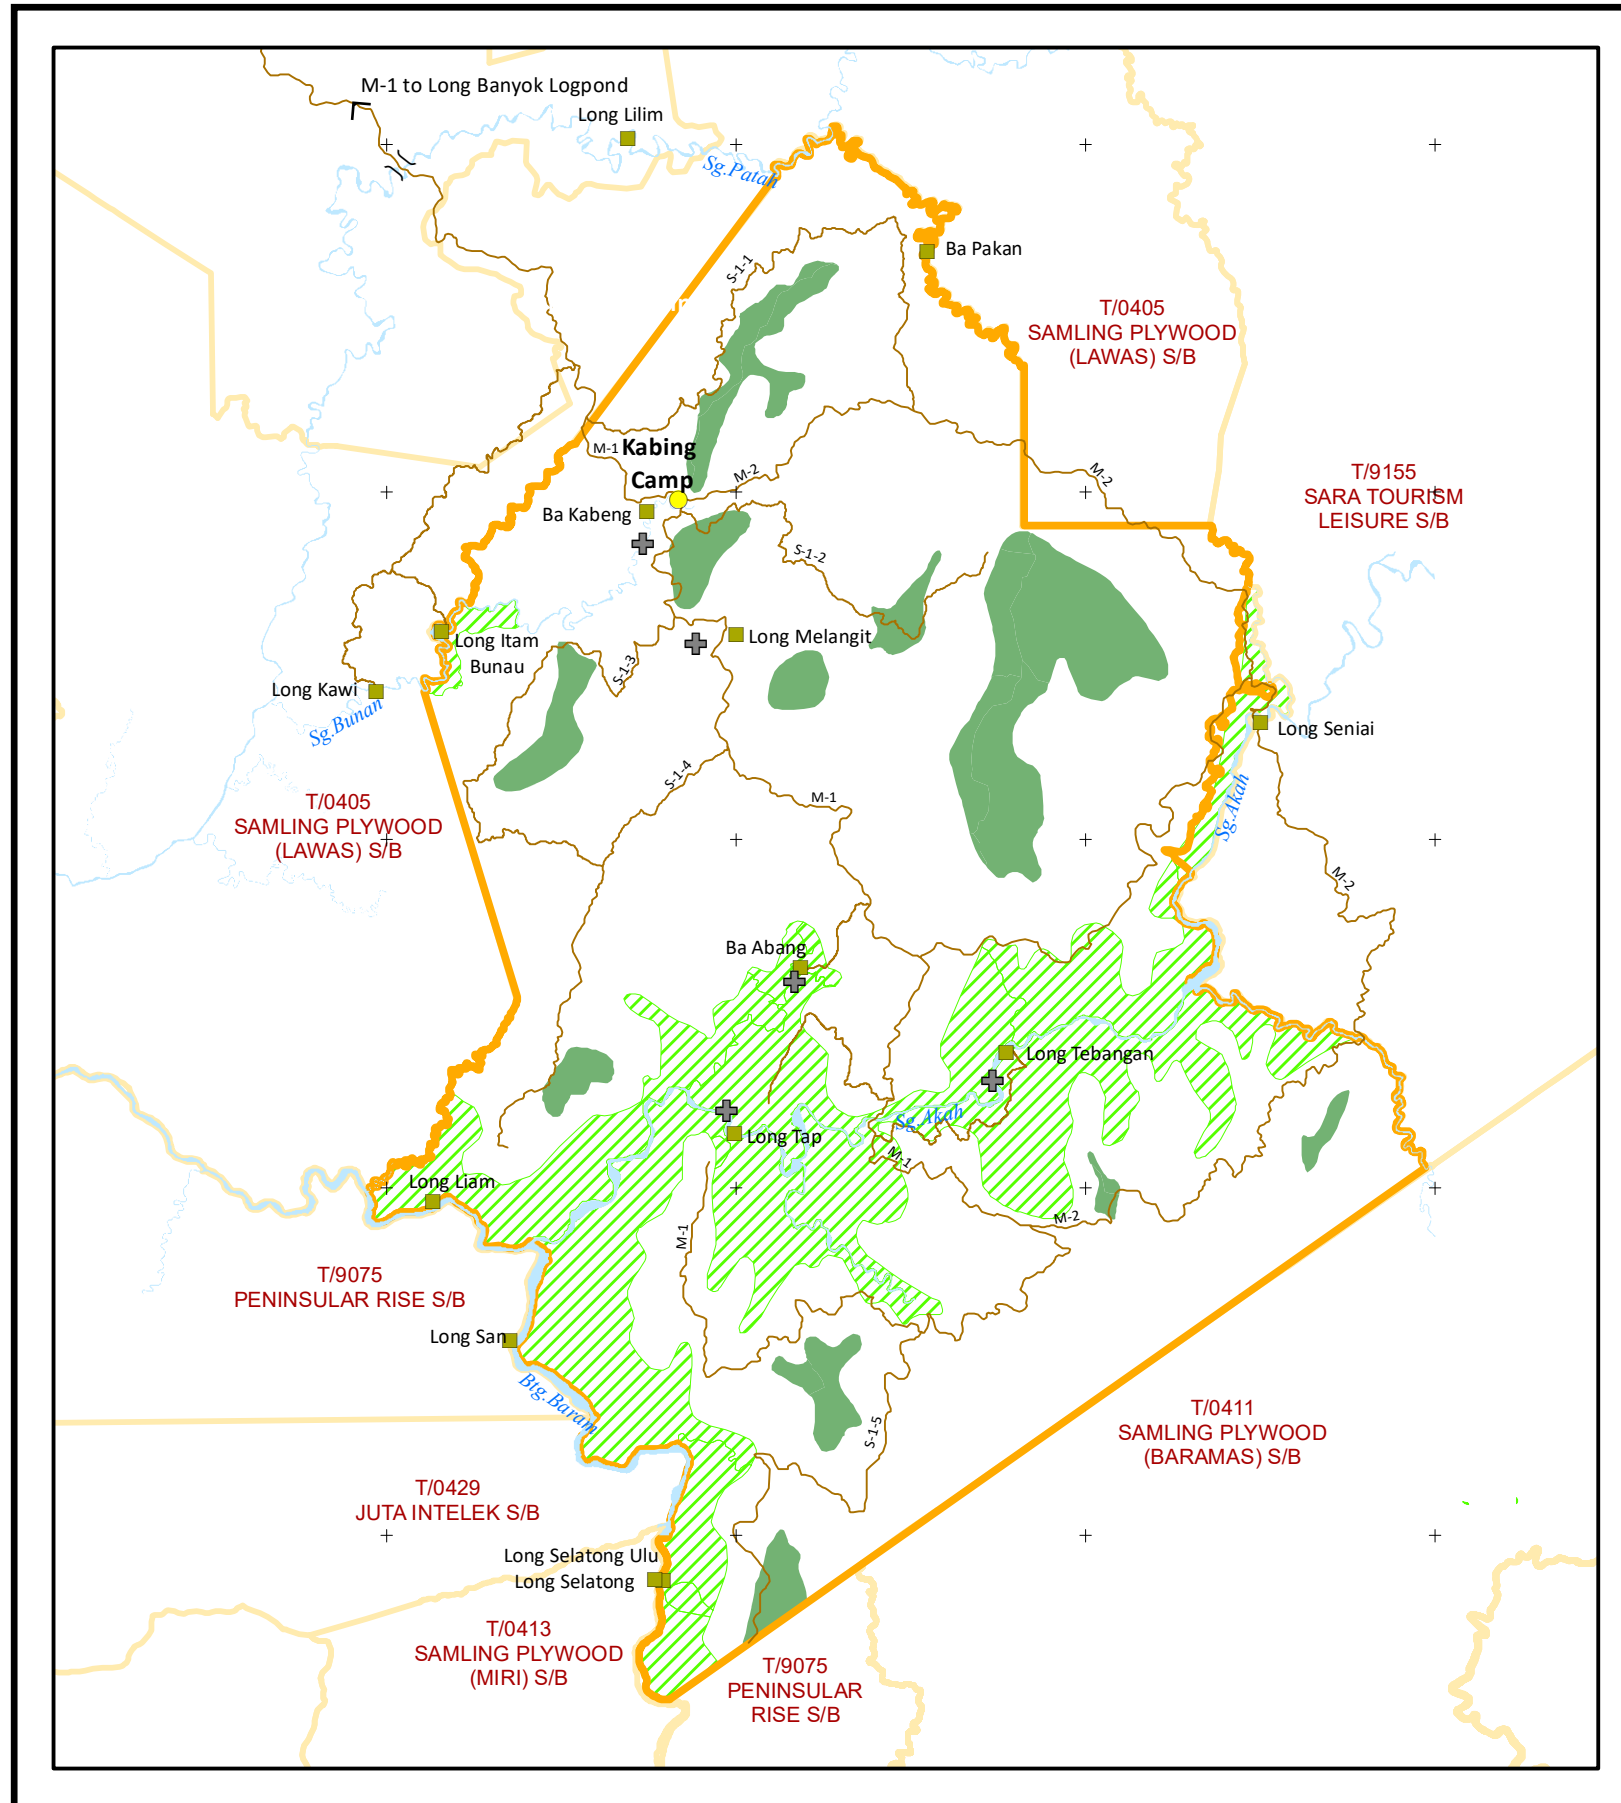 M-1 to Long Banyok Logpond
Long Lilim
Sg.Patah
Ba Pakan
S-1-1
T/0405
SAMLING PLYWOOD
(LAWAS) S/B
M-1
Kabing
Camp
M-2
M-2
T/9155
SARA TOURISM
LEISURE S/B
Ba Kabeng
S-1-2
Long Itam
Bunau
Long Melangit
S-1-3
Long Kawi
Sg.Bunan
Long Seniai
S-1-4
M-1
Sg.Akah
T/0405
SAMLING PLYWOOD
(LAWAS) S/B
M-2
Ba Abang
Long Tebangan
Sg.Akah
Long Tap
M-1
Long Liam
M-2
M-1
T/9075
PENINSULAR RISE S/B
Long San
Btg.Baram
S-1-5
T/0411
SAMLING PLYWOOD
(BARAMAS) S/B
T/0429
JUTA INTELEK S/B
Long Selatong Ulu
Long Selatong
T/0413
SAMLING PLYWOOD
(MIRI) S/B
T/9075
PENINSULAR
RISE S/B